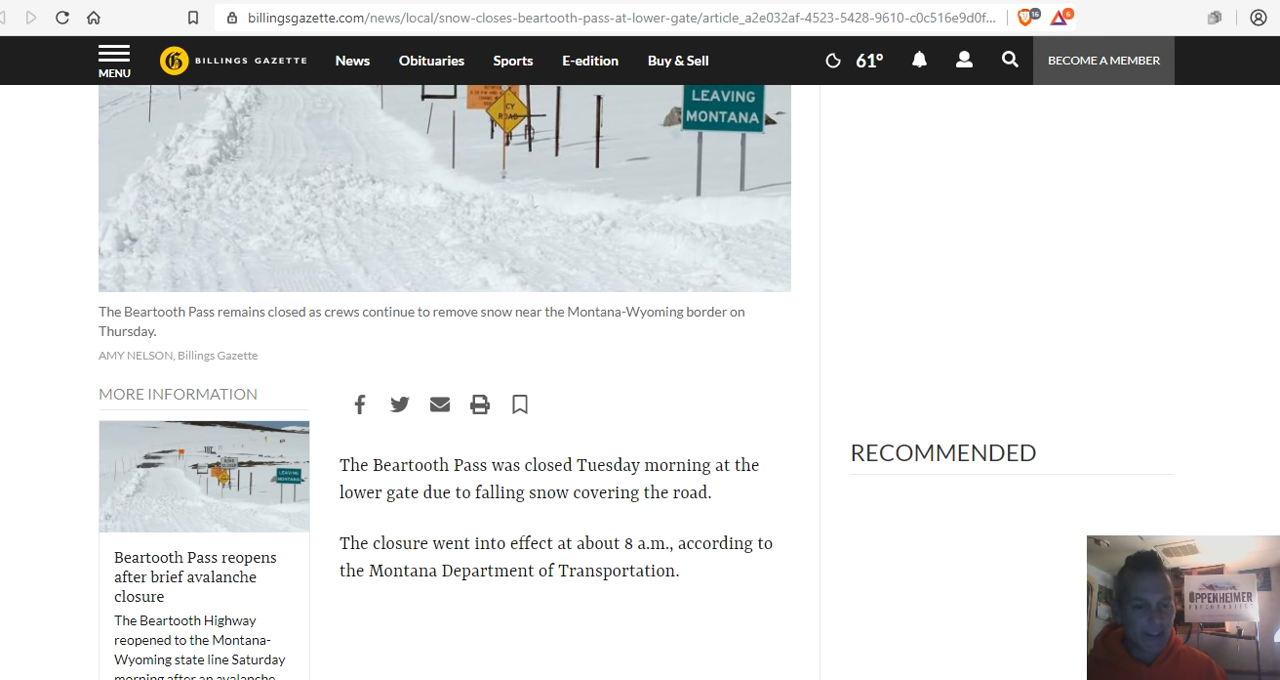 billingsgazette.com/news/local/snow-closes-beartooth-pass-at-lower-gate/article_a2e032af-4523-5428-9610-c0c516e9d0f...
16
6
MENU
G BILLINGS GAZETTE
News
Obituaries
Sports
E-edition
Buy & Sell
61°
BECOME A MEMBER
LEAVING
MONTANA
CY
ROAD
The Beartooth Pass remains closed as crews continue to remove snow near the Montana-Wyoming border on
Thursday.
AMY NELSON, Billings Gazette
MORE INFORMATION
LEAVING
MONTANA
Beartooth Pass reopens
after brief avalanche
closure
The Beartooth Highway
reopened to the Montana-
Wyoming state line Saturday
morning after an avalanche
The Beartooth Pass was closed Tuesday morning at the
lower gate due to falling snow covering the road.
The closure went into effect at about 8 a.m., according to
the Montana Department of Transportation.
RECOMMENDED
OPPENHEIMER